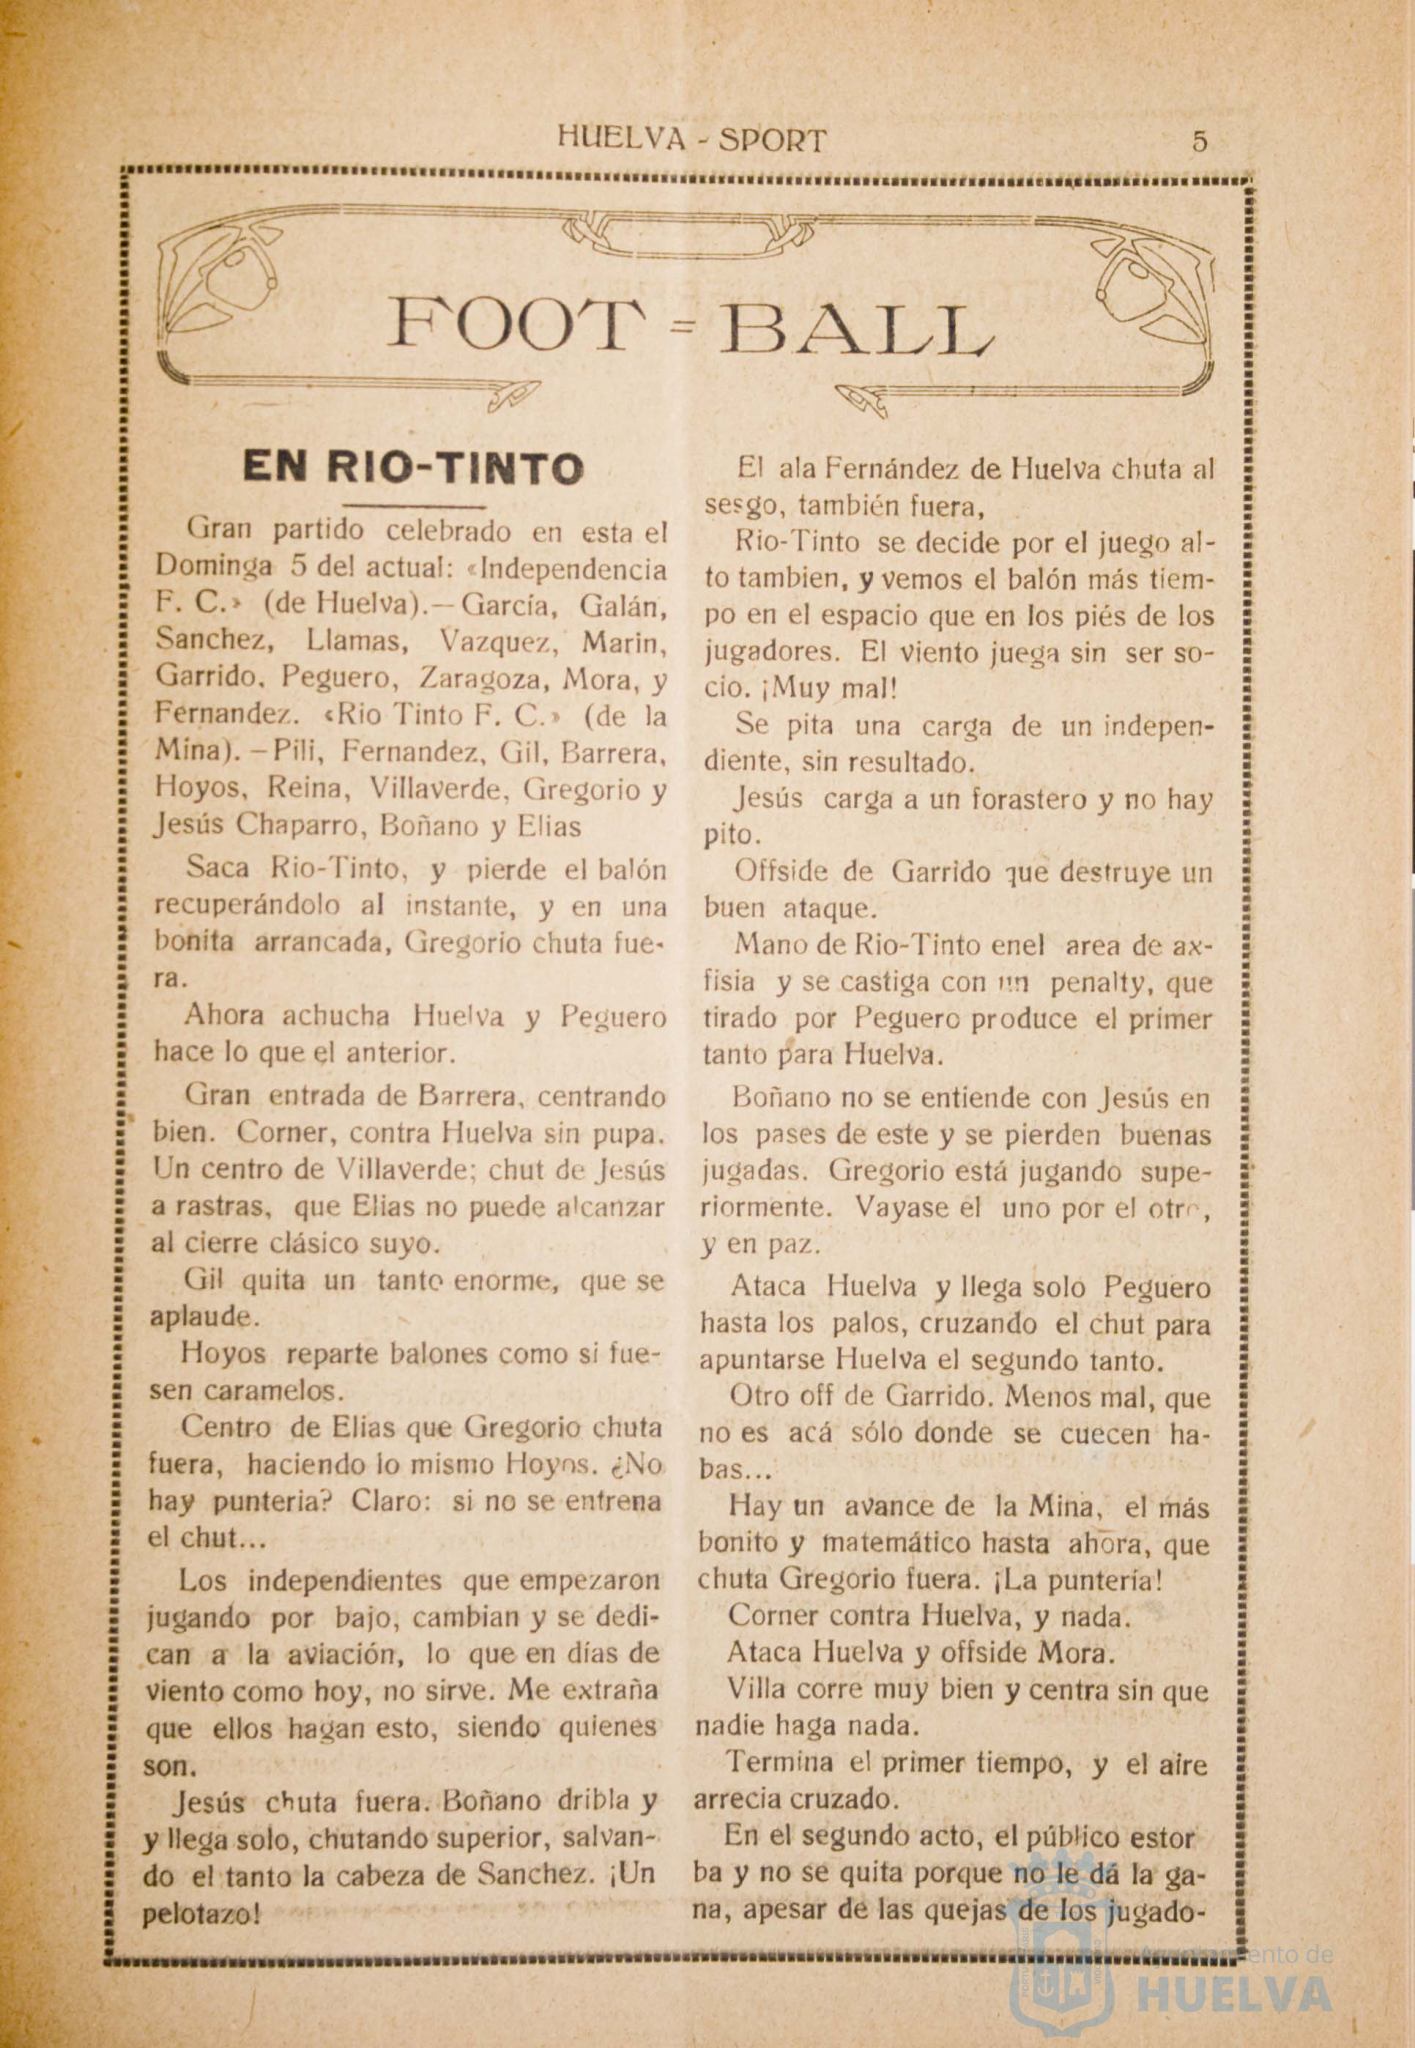 HUELVA - SPORT
5
FOOT = BALL
EN RIO-TINTO
Gran partido celebrado en esta el
Dominga 5 del actual: «Independencia
F. C.» (de Huelva).—García, Galán,
Sanchez, Llamas, Vazquez, Marin,
Garrido, Peguero, Zaragoza, Mora, y
Fernandez. «Rio Tinto F. C.» (de la
Mina).—Pili, Fernandez, Gil, Barrera,
Hoyos, Reina, Villaverde, Gregorio y
Jesús Chaparro, Boñano y Elias
Saca Rio-Tinto, y pierde el balón
recuperándolo al instante, y en una
bonita arrancada, Gregorio chuta fue-
ra.
Ahora achucha Huelva y Peguero
hace lo que el anterior.
Gran entrada de Barrera, centrando
bien. Corner, contra Huelva sin pupa.
Un centro de Villaverde; chut de Jesús
a rastras, que Elias no puede alcanzar
al cierre clásico suyo.
Gil quita un tanto enorme, que se
aplaude.
Hoyos reparte balones como si fue-
sen caramelos.
Centro de Elias que Gregorio chuta
fuera, haciendo lo mismo Hoyos. ¿No
hay punteria? Claro: si no se entrena
el chut...
Los independientes que empezaron
jugando por bajo, cambian y se dedi-
can a la aviación, lo que en días de
viento como hoy, no sirve. Me extraña
que ellos hagan esto, siendo quienes
son.
Jesús chuta fuera. Boñano dribla y
y llega solo, chutando superior, salvan-
do el tanto la cabeza de Sanchez. ¡Un
pelotazo!
El ala Fernández de Huelva chuta al
sesgo, también fuera,
Rio-Tinto se decide por el juego al-
to tambien, y vemos el balón más tiem-
po en el espacio que en los piés de los
jugadores. El viento juega sin ser so-
cio. ¡Muy mal!
Se pita una carga de un indepen-
diente, sin resultado.
Jesús carga a un forastero y no hay
pito.
Offside de Garrido que destruye un
buen ataque.
Mano de Rio-Tinto enel area de ax-
fisia y se castiga con un penalty, que
tirado por Peguero produce el primer
tanto para Huelva.
Boñano no se entiende con Jesús en
los pases de este y se pierden buenas
jugadas. Gregorio está jugando supe-
riormente. Vayase el uno por el otro,
y en paz.
Ataca Huelva y llega solo Peguero
hasta los palos, cruzando el chut para
apuntarse Huelva el segundo tanto.
Otro off de Garrido. Menos mal, que
no es acá sólo donde se cuecen ha-
bas...
Hay un avance de la Mina, el más
bonito y matemático hasta ahora, que
chuta Gregorio fuera. ¡La puntería!
Corner contra Huelva, y nada.
Ataca Huelva y offside Mora.
Villa corre muy bien y centra sin que
nadie haga nada.
Termina el primer tiempo, y el aire
arrecia cruzado.
En el segundo acto, el público estor
ba y no se quita porque no le dá la ga-
na, apesar de las quejas de los jugado-
Ayuntamiento de
HUELVA